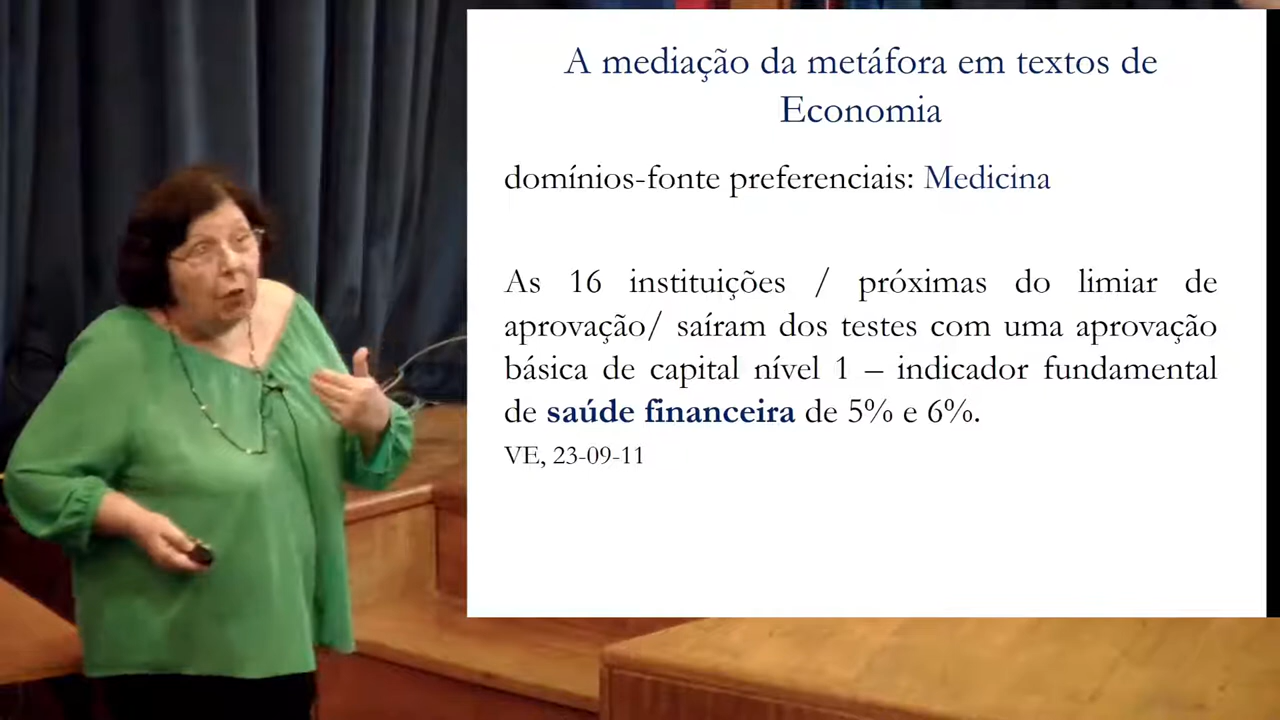 A mediação da metáfora em textos de
Economia
domínios-fonte preferenciais: Medicina
As 16 instituições / próximas do limiar de
aprovação/ saíram dos testes com uma aprovação
básica de capital nível 1 – indicador fundamental
de saúde financeira de 5% e 6%.
VE, 23-09-11